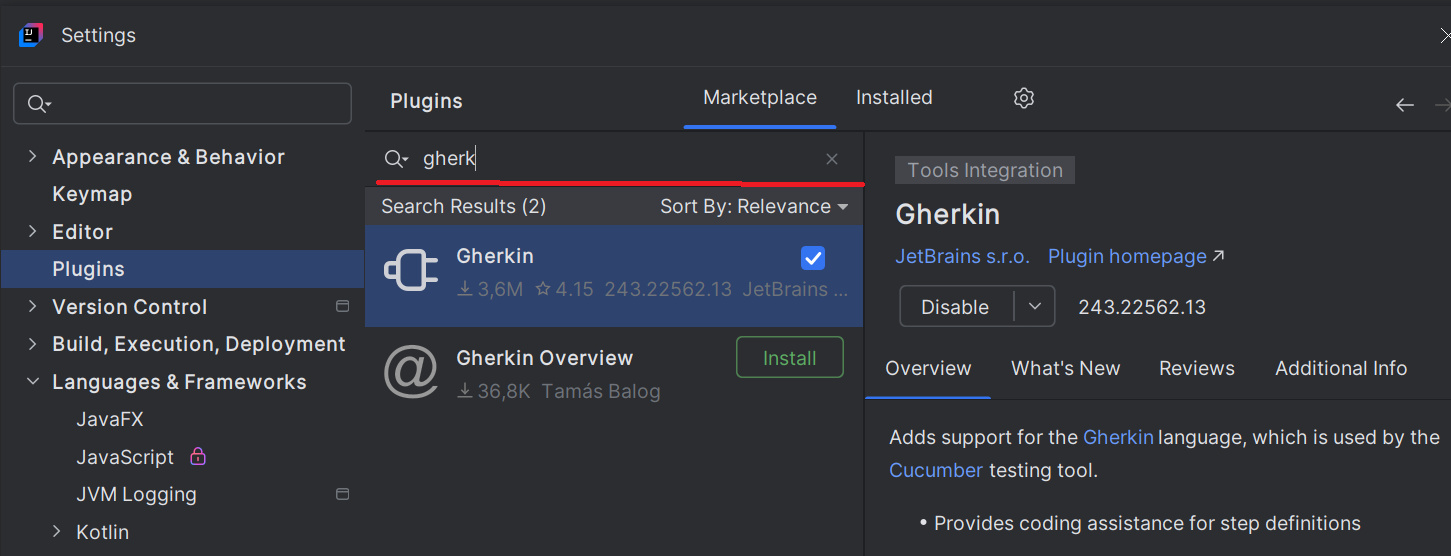 Settings
Appearance & Behavior
Keymap
Editor
Plugins
Version Control
Build, Execution, Deployment
Languages & Frameworks
JavaFX
JavaScript
JVM Logging
Kotlin
Plugins
Marketplace
Installed
gherk
Search Results (2)
Sort By: Relevance
Gherkin
3,6M 4.15 243.22562.13 JetBrains ...
Gherkin Overview
Install
36,8K Tamás Balog
Tools Integration
Gherkin
JetBrains s.r.o. Plugin homepage
Disable
243.22562.13
Overview What's New Reviews Additional Info
Adds support for the Gherkin language, which is used by the
Cucumber testing tool.
• Provides coding assistance for step definitions